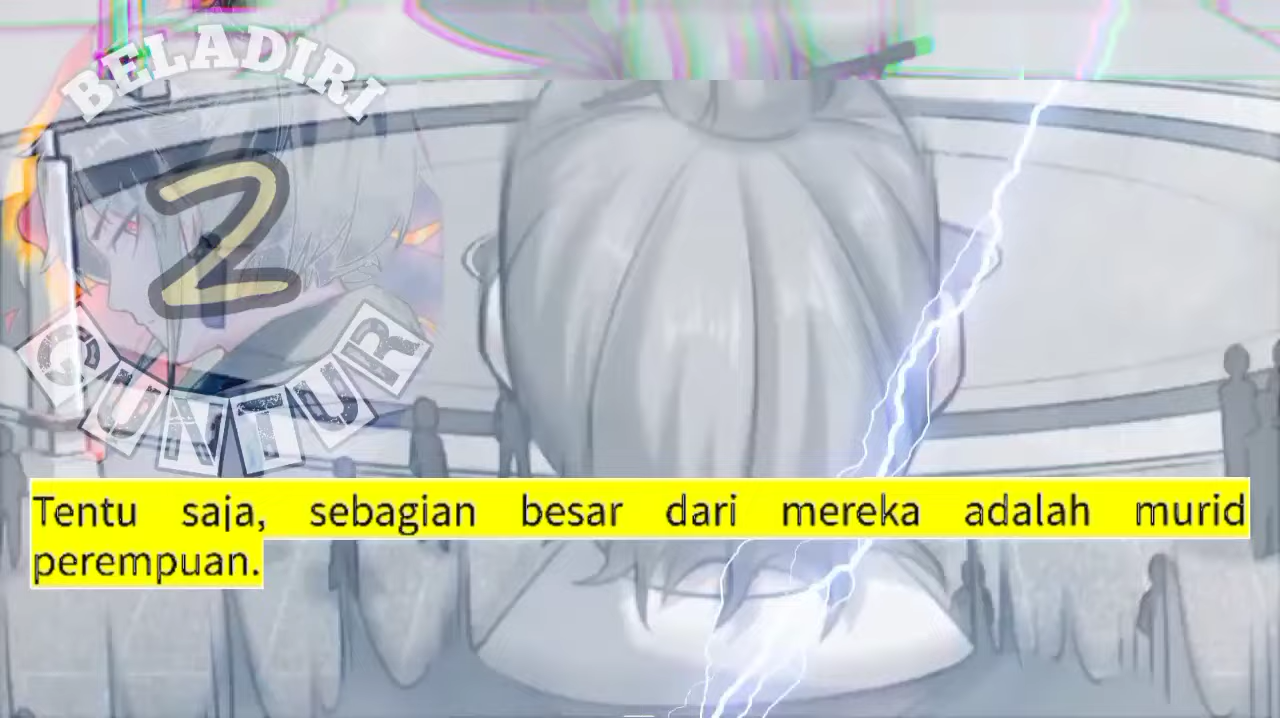 BELADIRI
2
GUNTUR
Tentu saja, sebagian besar dari mereka adalah murid
perempuan.